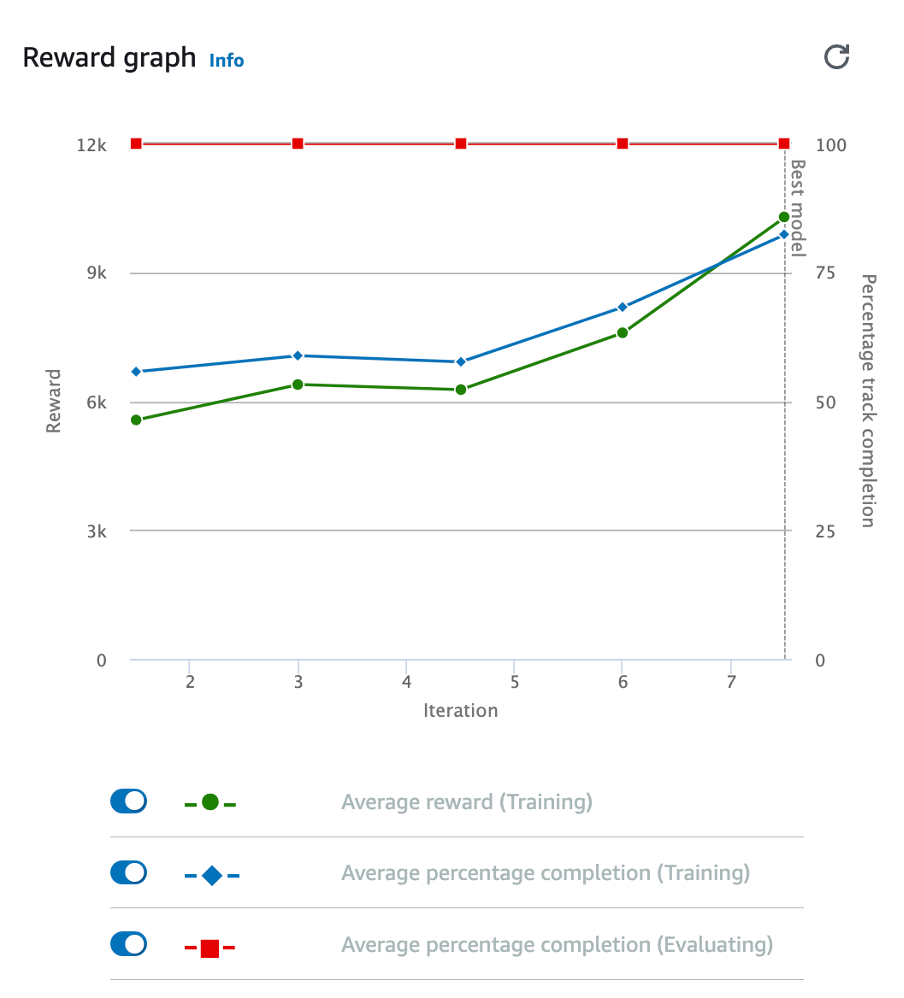 Reward graph Info
12k
9k
6k
3k
0
Reward
100
75
50
25
0
Percentage track completion
Best model
2 3 4 5 6 7
Iteration
Average reward (Training)
Average percentage completion (Training)
Average percentage completion (Evaluating)